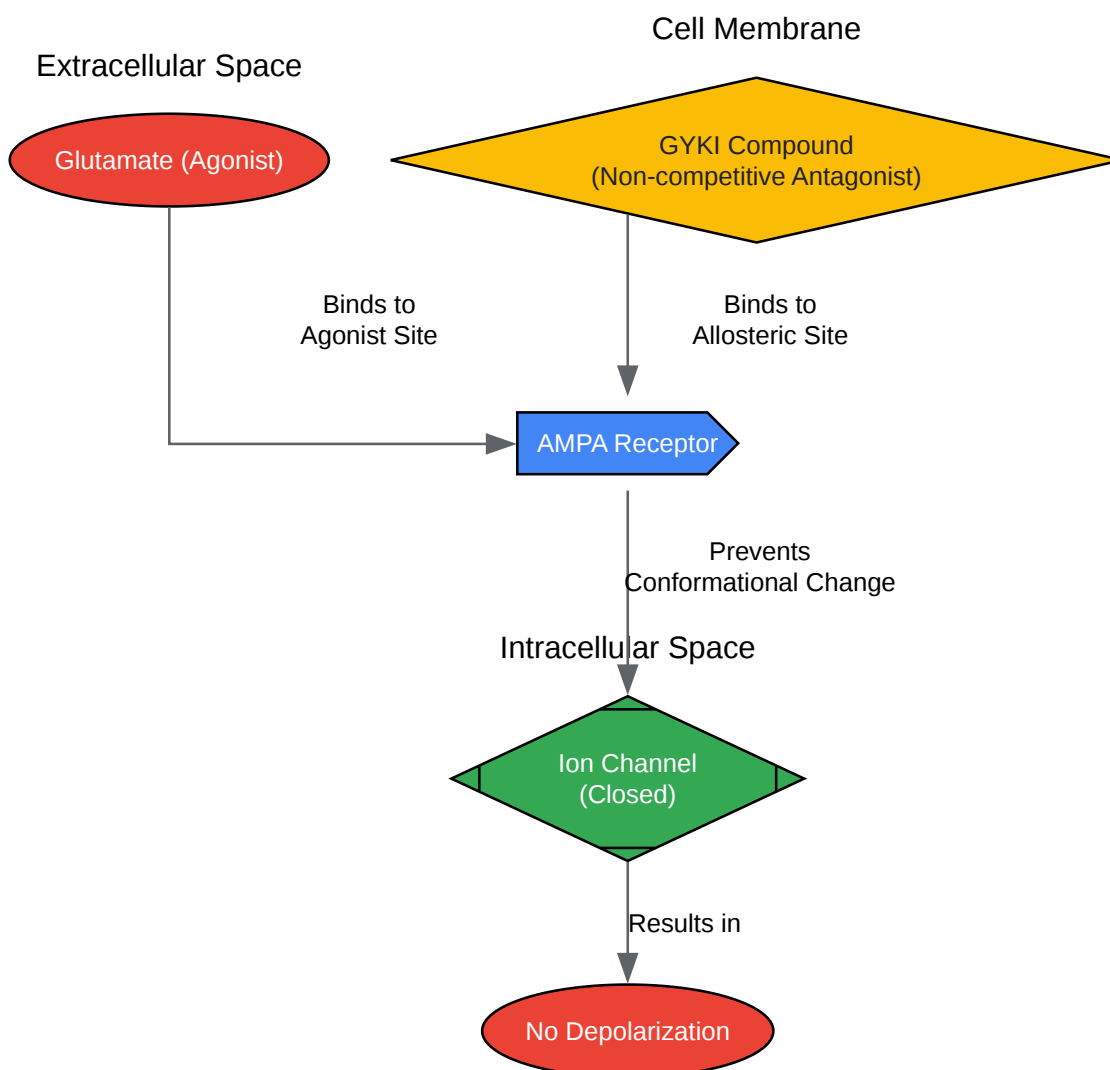 Cell Membrane
Extracellular Space
Glutamate (Agonist)
GYKI Compound
(Non-competitive Antagonist)
Binds to
Agonist Site
Binds to
Allosteric Site
AMPA Receptor
Prevents
Conformational Change
Intracellular Space
Ion Channel
(Closed)
Results in
No Depolarization